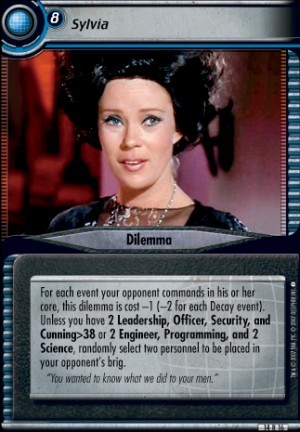 8
Sylvia
Dilemma
For each event your opponent commands in his or her
core, this dilemma is cost –1 (–2 for each Decay event).
Unless you have 2 Leadership, Officer, Security, and
Cunning>38 or 2 Engineer, Programming, and 2
Science, randomly select two personnel to be placed in
your opponent's brig.
"You wanted to know what we did to your men."